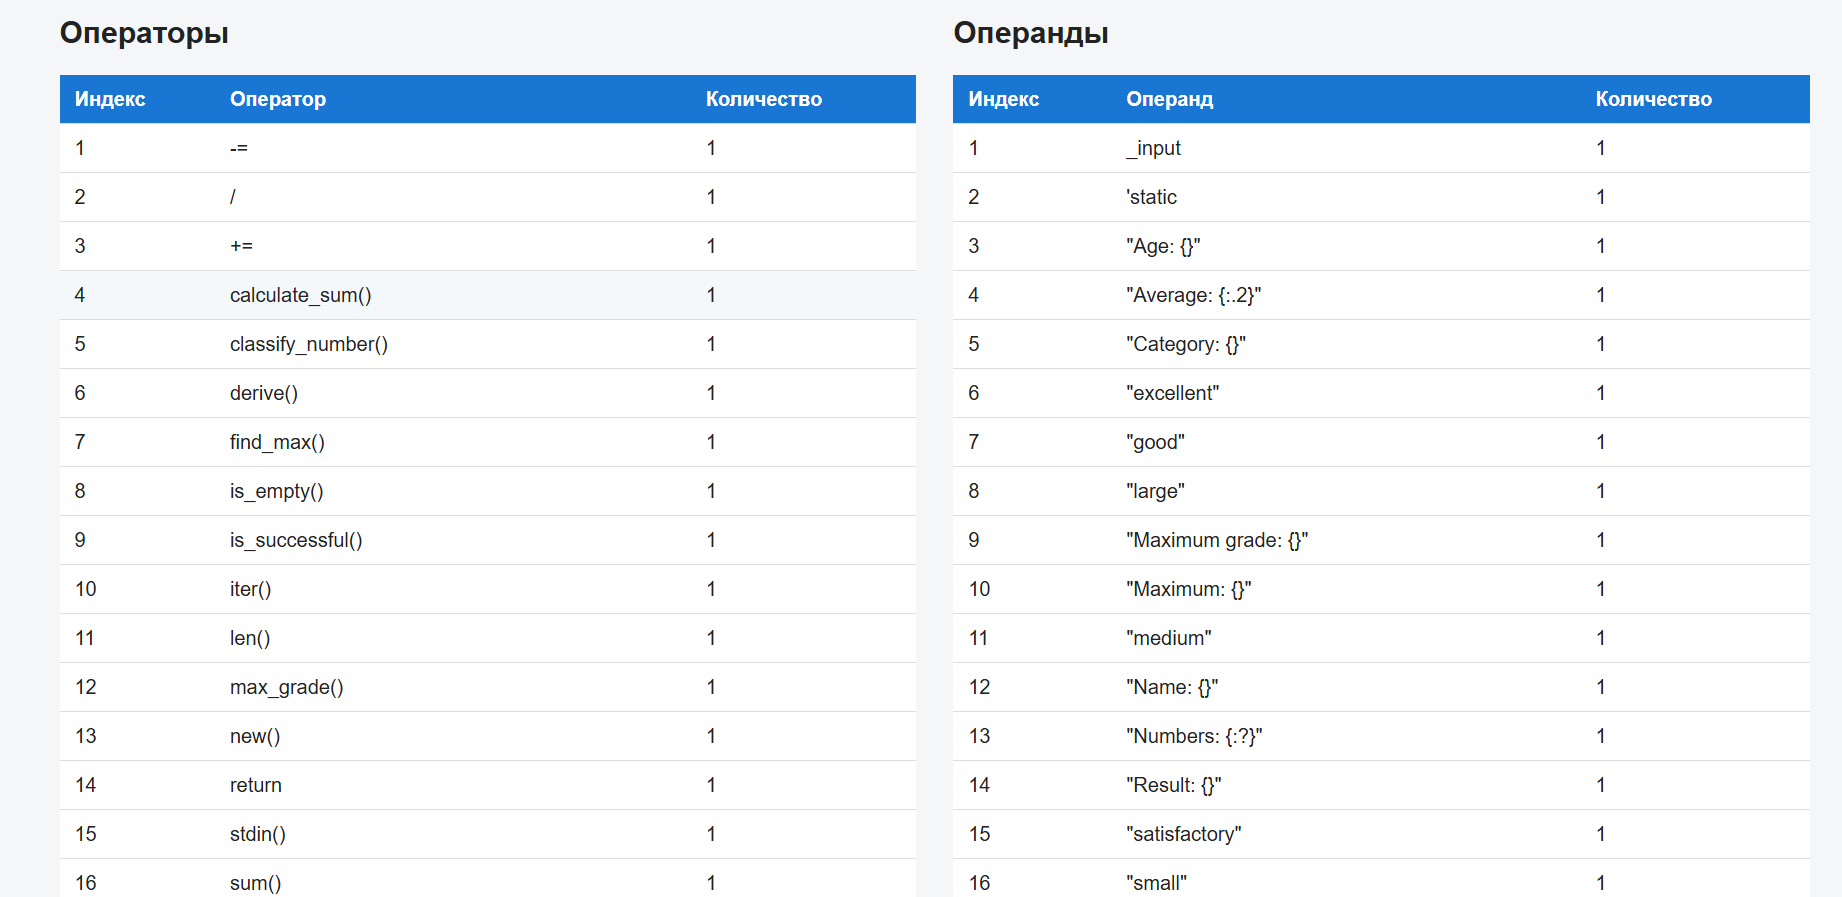 Операторы
Индекс Оператор Количество
1 -= 1
2 / 1
3 += 1
4 calculate_sum() 1
5 classify_number() 1
6 derive() 1
7 find_max() 1
8 is_empty() 1
9 is_successful() 1
10 iter() 1
11 len() 1
12 max_grade() 1
13 new() 1
14 return 1
15 stdin() 1
16 sum() 1
Операнды
Индекс Операнд Количество
1 _input 1
2 'static 1
3 "Age: {}" 1
4 "Average: {:.2}" 1
5 "Category: {}" 1
6 "excellent" 1
7 "good" 1
8 "large" 1
9 "Maximum grade: {}" 1
10 "Maximum: {}" 1
11 "medium" 1
12 "Name: {}" 1
13 "Numbers: {:?}" 1
14 "Result: {}" 1
15 "satisfactory" 1
16 "small" 1